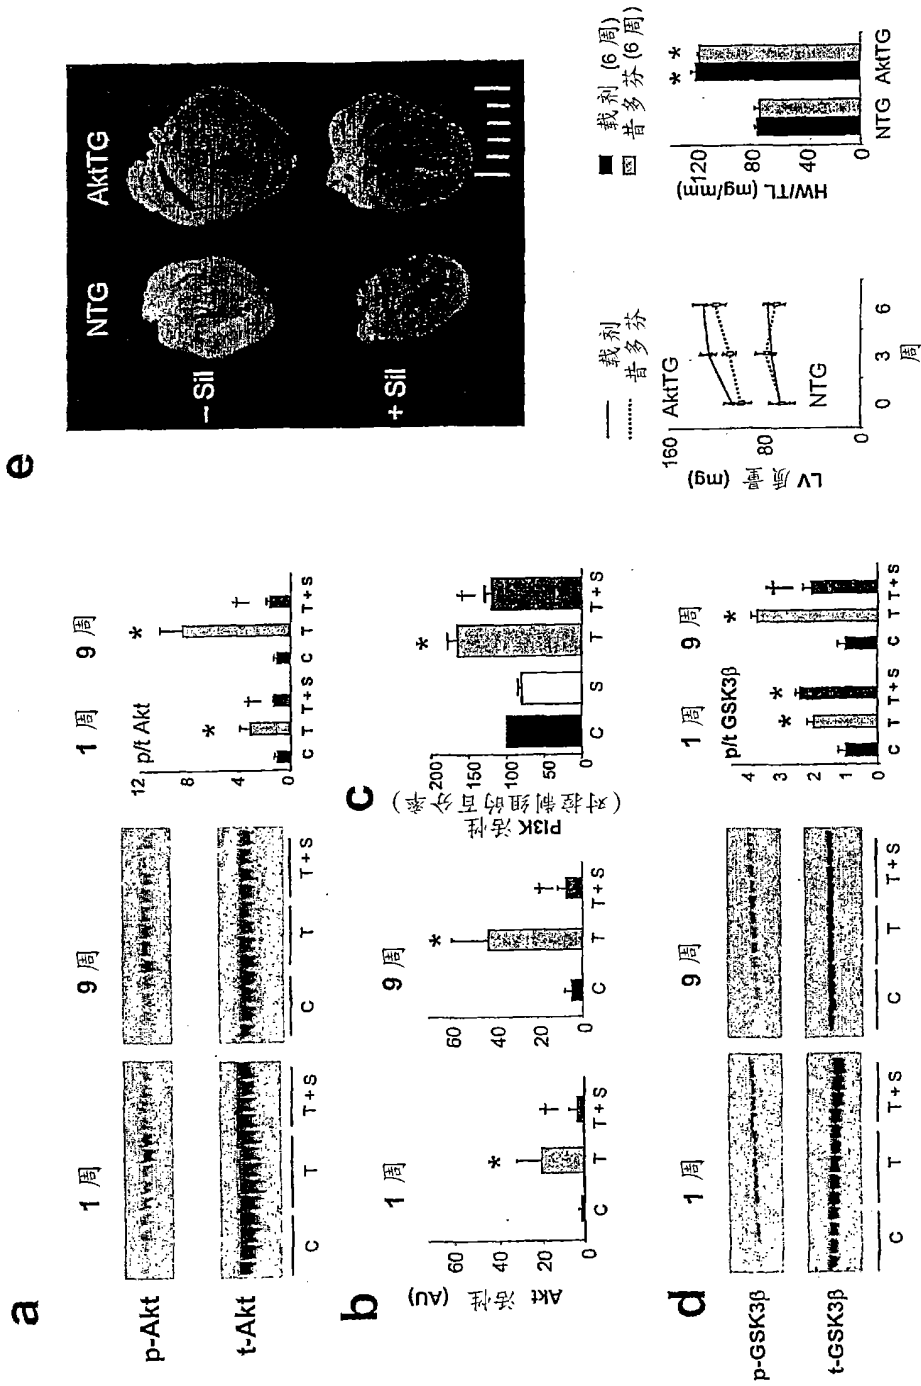 a
1 周
9 周
1 周
9 周
p-Akt
t-Akt
C T T+S
C T T+S
12
8
4
0
p/t Akt
* † * †
C T T+S C T T+S
b
1 周
9 周
Akt 活性 (AU)
60
40
20
0
* †
C T T+S
60
40
20
0
* †
C T T+S
c
PI3K 活性
(对控制组的百分率)
200
150
100
50
0
* †
C S T T+S
d
1 周
9 周
1 周
9 周
p-GSK3β
t-GSK3β
C T T+S
C T T+S
4
3
2
1
0
p/t GSK3β
* * * †
C T T+S C T T+S
e
NTG AktTG
– Sil
+ Sil
载剂
昔多芬
160
80
0
LV 质量 (mg)
AktTG
NTG
0 3 6
周
载剂 (6 周)
昔多芬 (6 周)
HW/TL (mg/mm)
120
80
40
0
* *
NTG AktTG